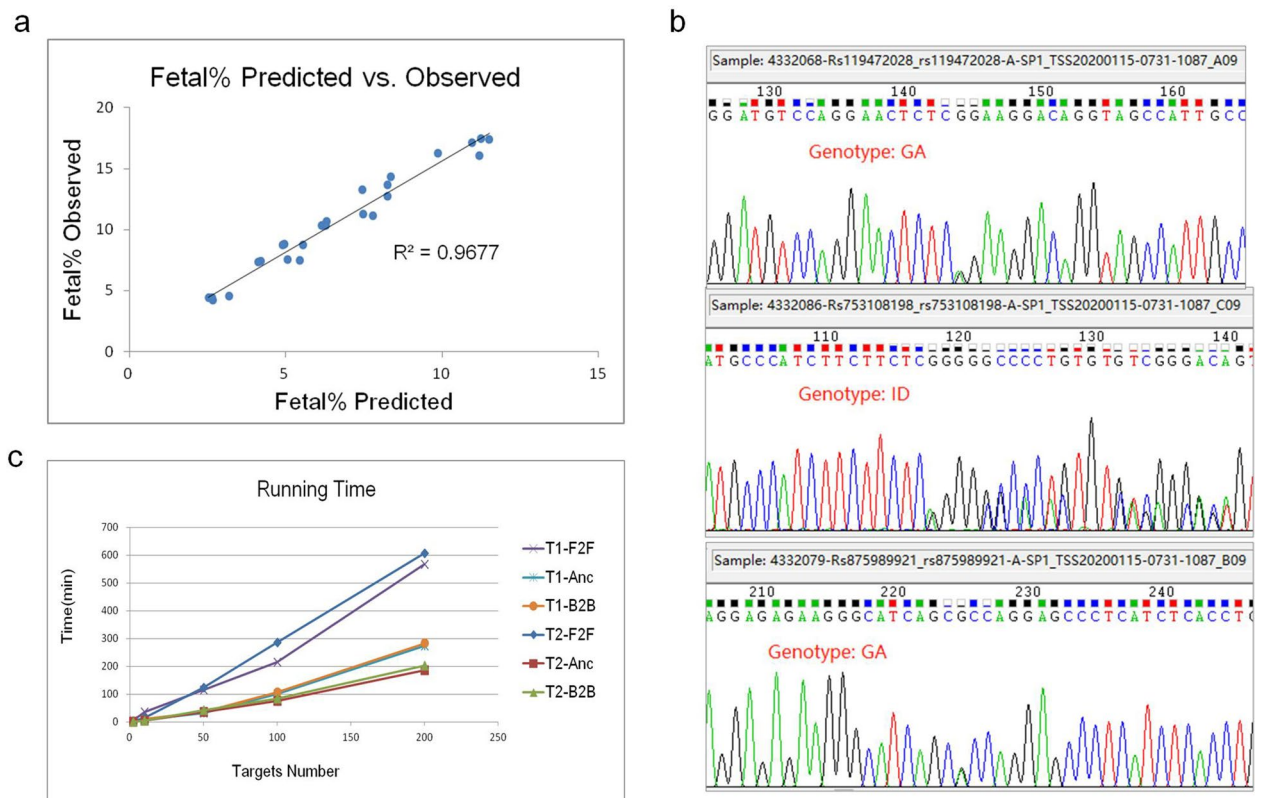 a
Fetal% Predicted vs. Observed
20
15
10
5
0
0 5 10 15
Fetal% Observed
R² = 0.9677
Fetal% Predicted
b
Sample: 4332068-Rs119472028_rs119472028-A-SP1_TSS20200115-0731-1087_A09
130 140 150 160
GGATGTCCAGGAACTCTCGGAAGGACAGGTAGCCATTGCC
Genotype: GA
Sample: 4332086-Rs753108198_rs753108198-A-SP1_TSS20200115-0731-1087_C09
110 120 130 140
ATGCCCATCTTCTTCTCGGGGGCCCCTGTGTGTCGGGACAGT
Genotype: ID
Sample: 4332079-Rs875989921_rs875989921-A-SP1_TSS20200115-0731-1087_B09
210 220 230 240
AGGAGAGAAGGGCATCAGCGCCAGGAGCCCTCATCTCACCTG
Genotype: GA
c
Running Time
700
600
500
400
300
200
100
0
0 50 100 150 200 250
Time(min)
Targets Number
T1-F2F
T1-Anc
T1-B2B
T2-F2F
T2-Anc
T2-B2B